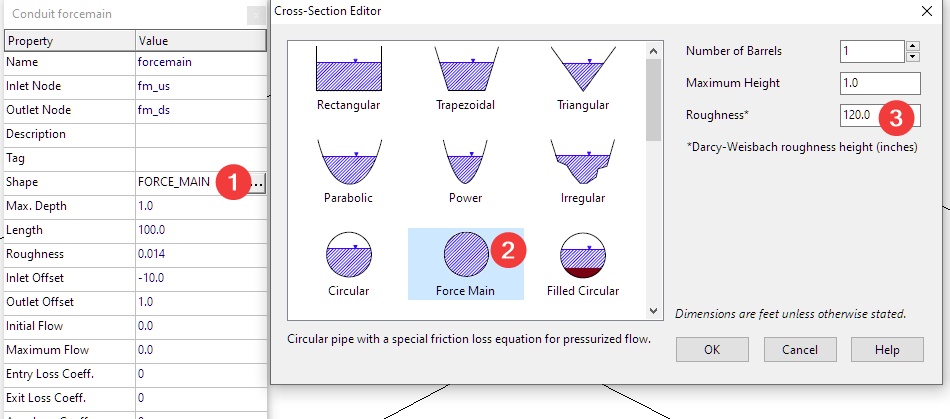 Conduit forcemain
Property Value
Name forcemain
Inlet Node fm_us
Outlet Node fm_ds
Description
Tag
Shape FORCE_MAIN 1 ...
Max. Depth 1.0
Length 100.0
Roughness 0.014
Inlet Offset -10.0
Outlet Offset 1.0
Initial Flow 0.0
Maximum Flow 0.0
Entry Loss Coeff. 0
Exit Loss Coeff. 0
Cross-Section Editor
Rectangular Trapezoidal Triangular
Parabolic Power Irregular
2
Circular Force Main Filled Circular
Circular pipe with a special friction loss equation for pressurized flow.
Number of Barrels 1
Maximum Height 1.0
Roughness* 120.0 3
*Darcy-Weisbach roughness height (inches)
Dimensions are feet unless otherwise stated.
OK Cancel Help